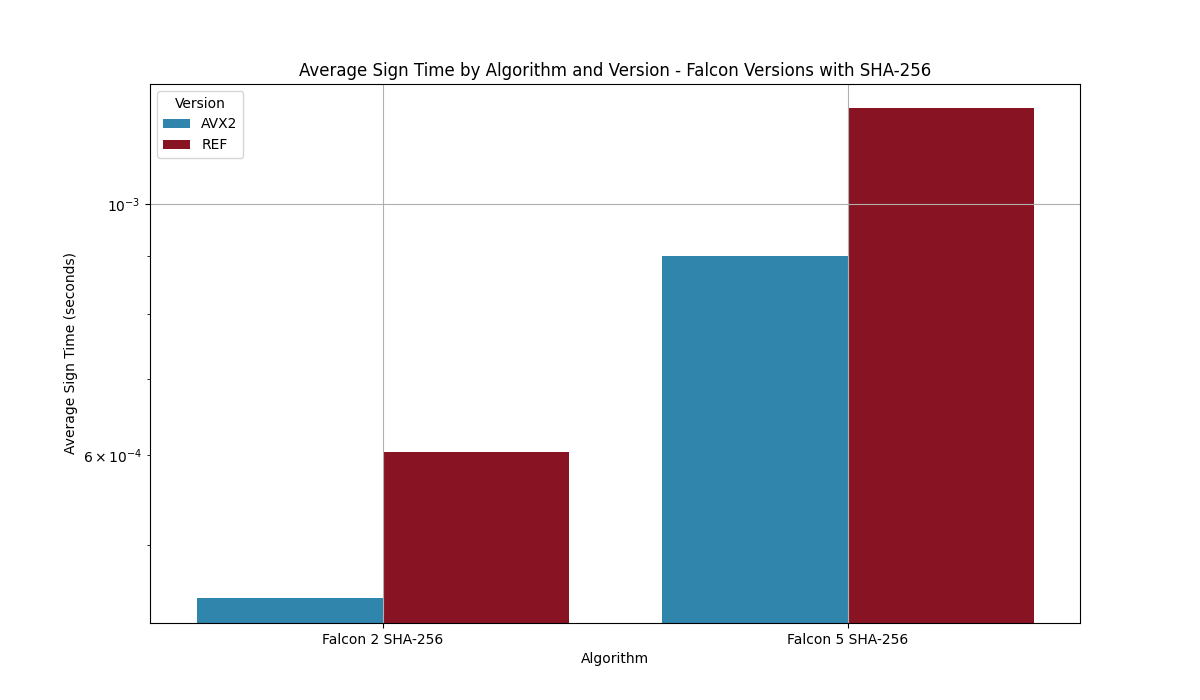 Average Sign Time by Algorithm and Version - Falcon Versions with SHA-256
Version
AVX2
REF
10⁻³
6 × 10⁻⁴
Average Sign Time (seconds)
Falcon 2 SHA-256
Falcon 5 SHA-256
Algorithm